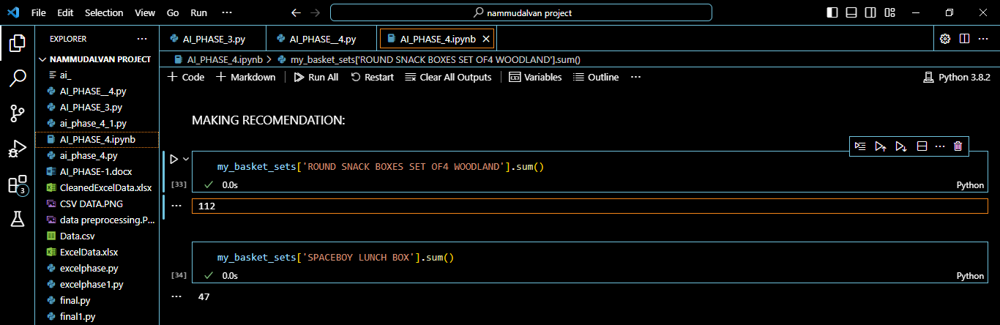 File Edit Selection View Go Run ··· nammudalvan project
EXPLORER ···
NAMMUDALVAN PROJECT
ai_
AI_PHASE__4.py
AI_PHASE_3.py
ai_phase_4_1.py
AI_PHASE_4.ipynb
ai_phase_4.py
AI_PHASE-1.docx
CleanedExcelData.xlsx
CSV DATA.PNG
data preprocessing.P...
Data.csv
ExcelData.xlsx
excelphase.py
excelphase1.py
final.py
final1.py
3
AI_PHASE_3.py AI_PHASE__4.py AI_PHASE_4.ipynb
AI_PHASE_4.ipynb > my_basket_sets['ROUND SNACK BOXES SET OF4 WOODLAND'].sum()
+ Code + Markdown Run All Restart Clear All Outputs Variables Outline ··· Python 3.8.2
MAKING RECOMENDATION:
my_basket_sets['ROUND SNACK BOXES SET OF4 WOODLAND'].sum()
[33] ✓ 0.0s Python
··· 112
my_basket_sets['SPACEBOY LUNCH BOX'].sum()
[34] ✓ 0.0s Python
··· 47